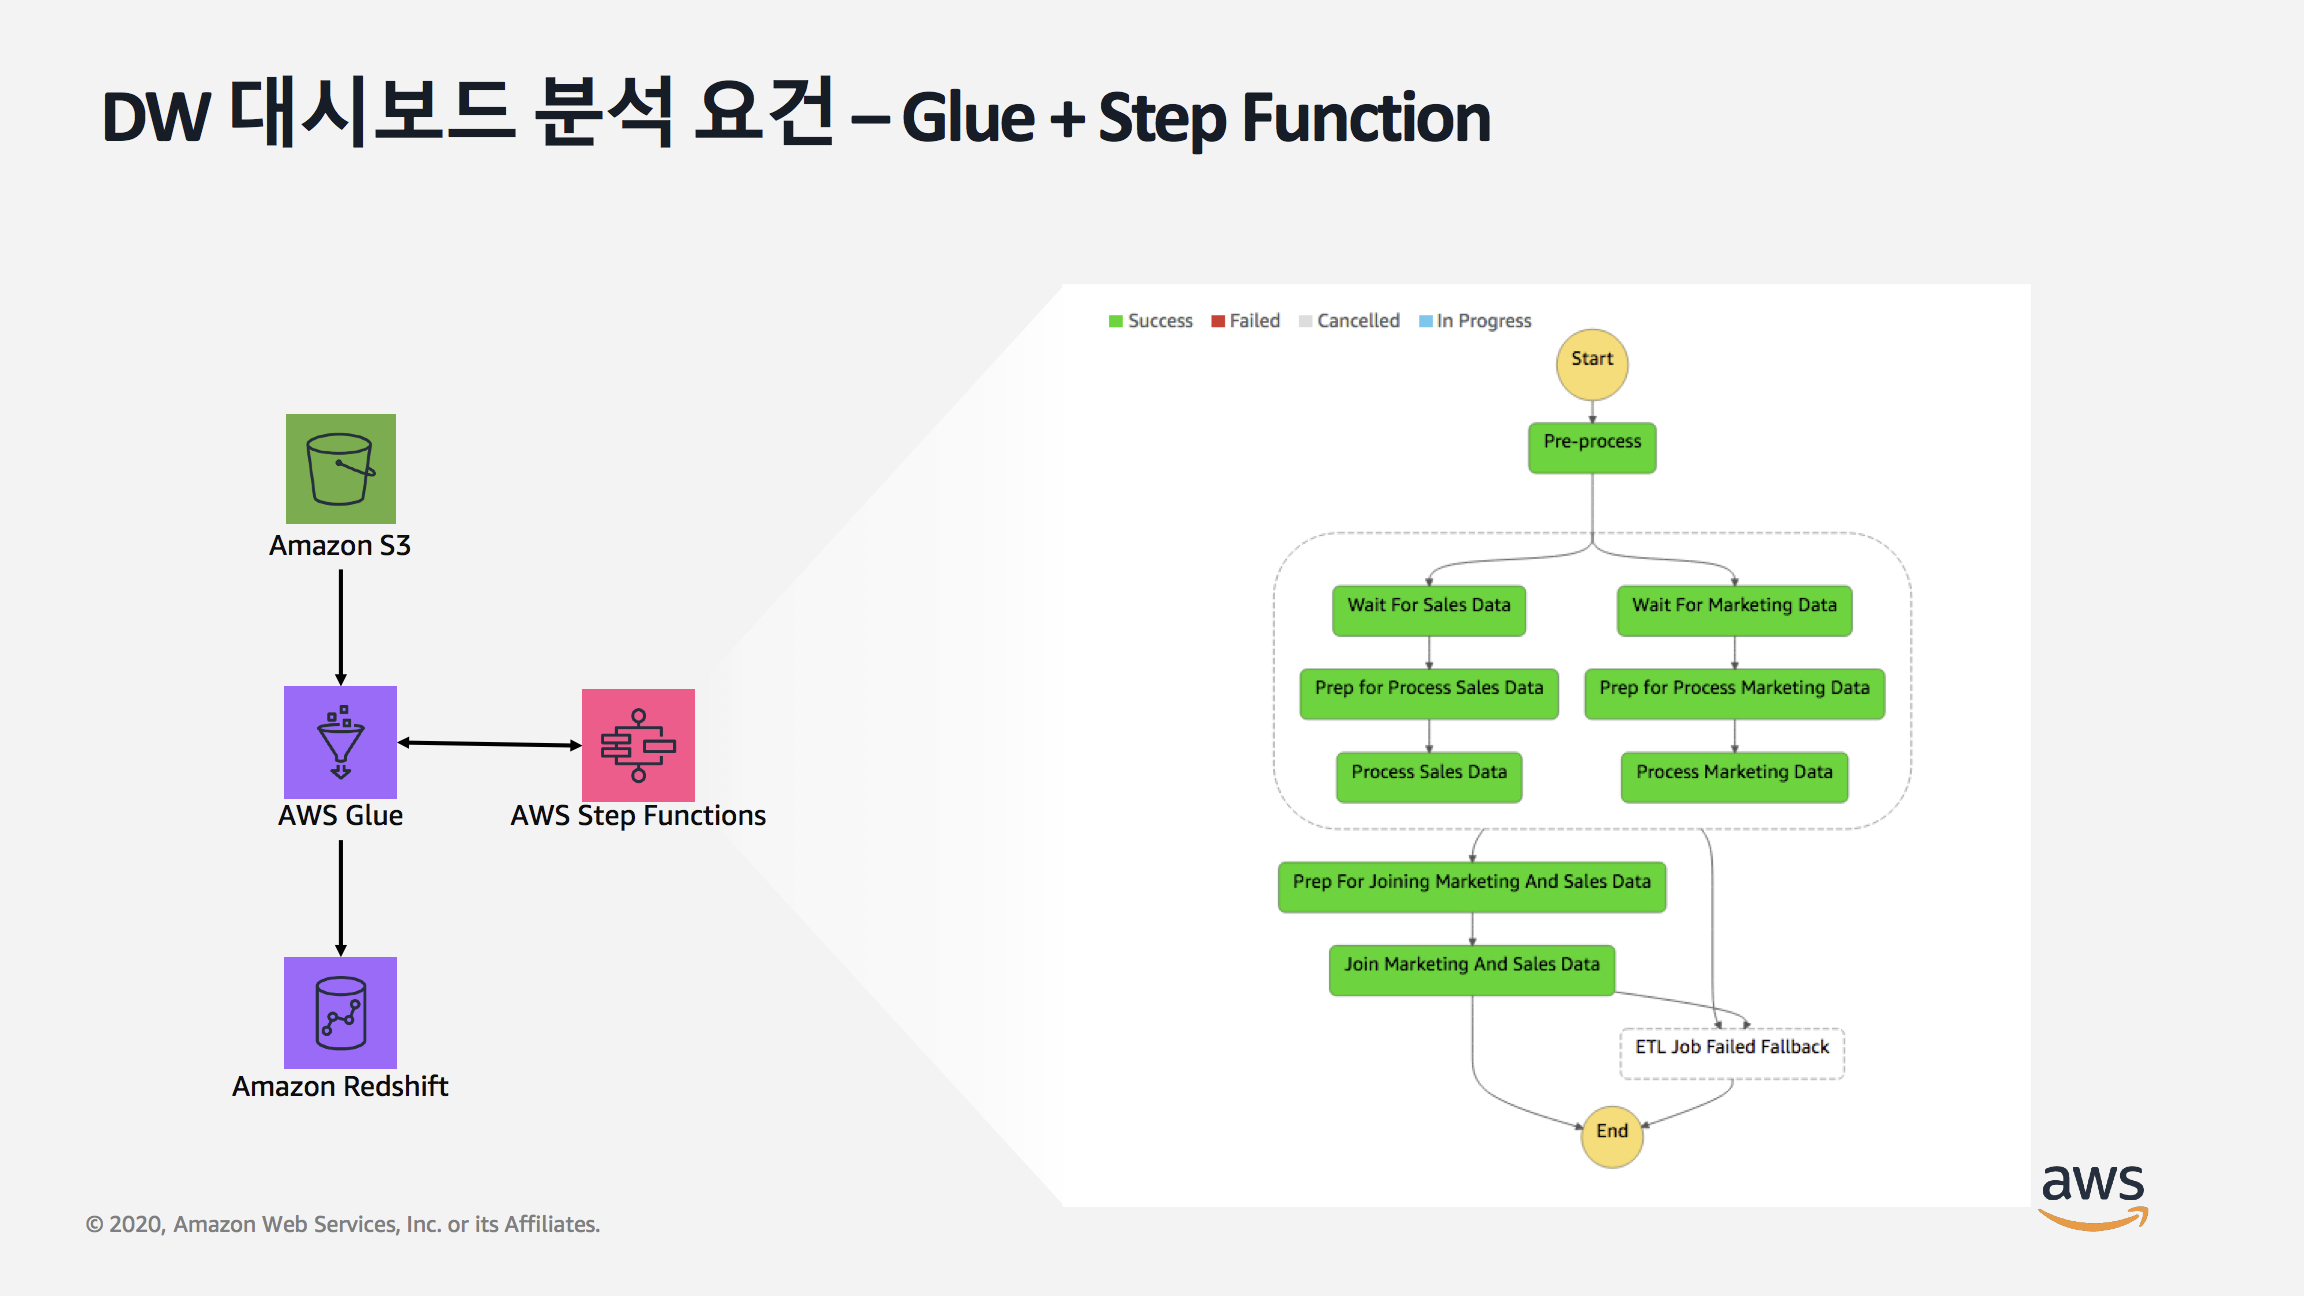 DW 대시보드 분석 요건 – Glue + Step Function
Amazon S3
AWS Glue
AWS Step Functions
Amazon Redshift
Success Failed Cancelled In Progress
Start
Pre-process
Wait For Sales Data
Wait For Marketing Data
Prep for Process Sales Data
Prep for Process Marketing Data
Process Sales Data
Process Marketing Data
Prep For Joining Marketing And Sales Data
Join Marketing And Sales Data
ETL Job Failed Fallback
End
© 2020, Amazon Web Services, Inc. or its Affiliates.
aws